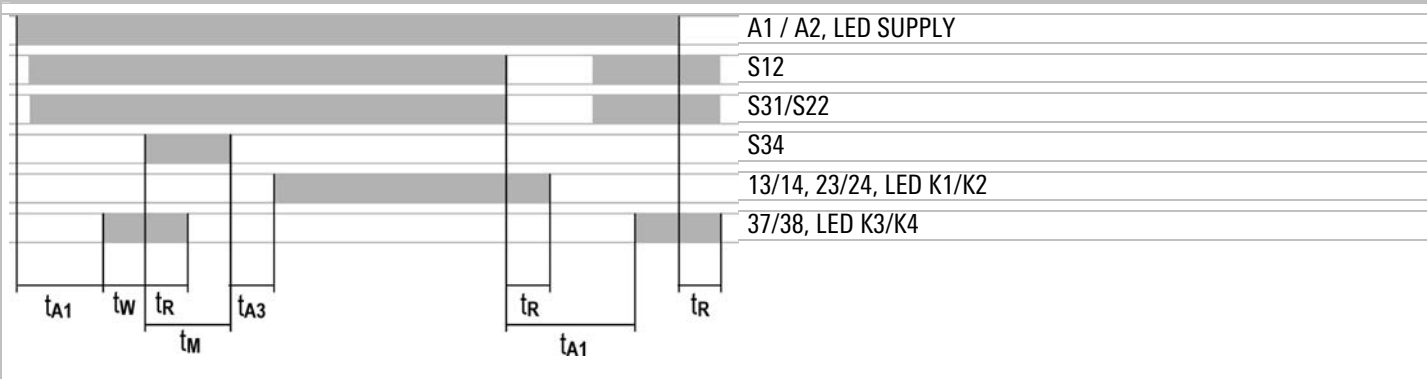 A1 / A2, LED SUPPLY
S12
S31/S22
S34
13/14, 23/24, LED K1/K2
37/38, LED K3/K4
tA1 tW tR tA3 tR tR
tM tA1